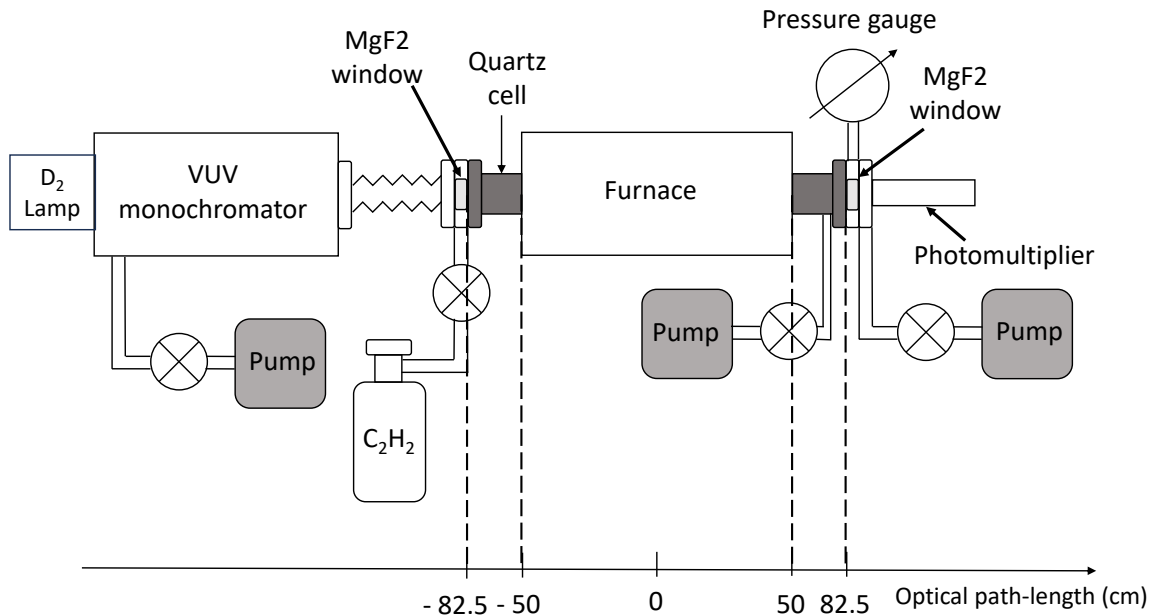 Pressure gauge
MgF2
window
Quartz
cell
MgF2
window
D₂
Lamp
VUV
monochromator
Furnace
Photomultiplier
Pump
Pump
Pump
C₂H₂
- 82.5
- 50
0
50
82.5
Optical path-length (cm)